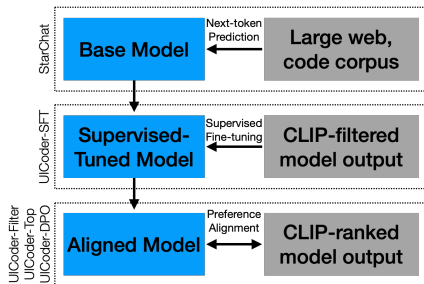 StarChat
Base Model
Next-token
Prediction
Large web,
code corpus
UICoder-SFT
Supervised-
Tuned Model
Supervised
Fine-tuning
CLIP-filtered
model output
UICoder-Filter
UICoder-Top
UICoder-DPO
Aligned Model
Preference
Alignment
CLIP-ranked
model output